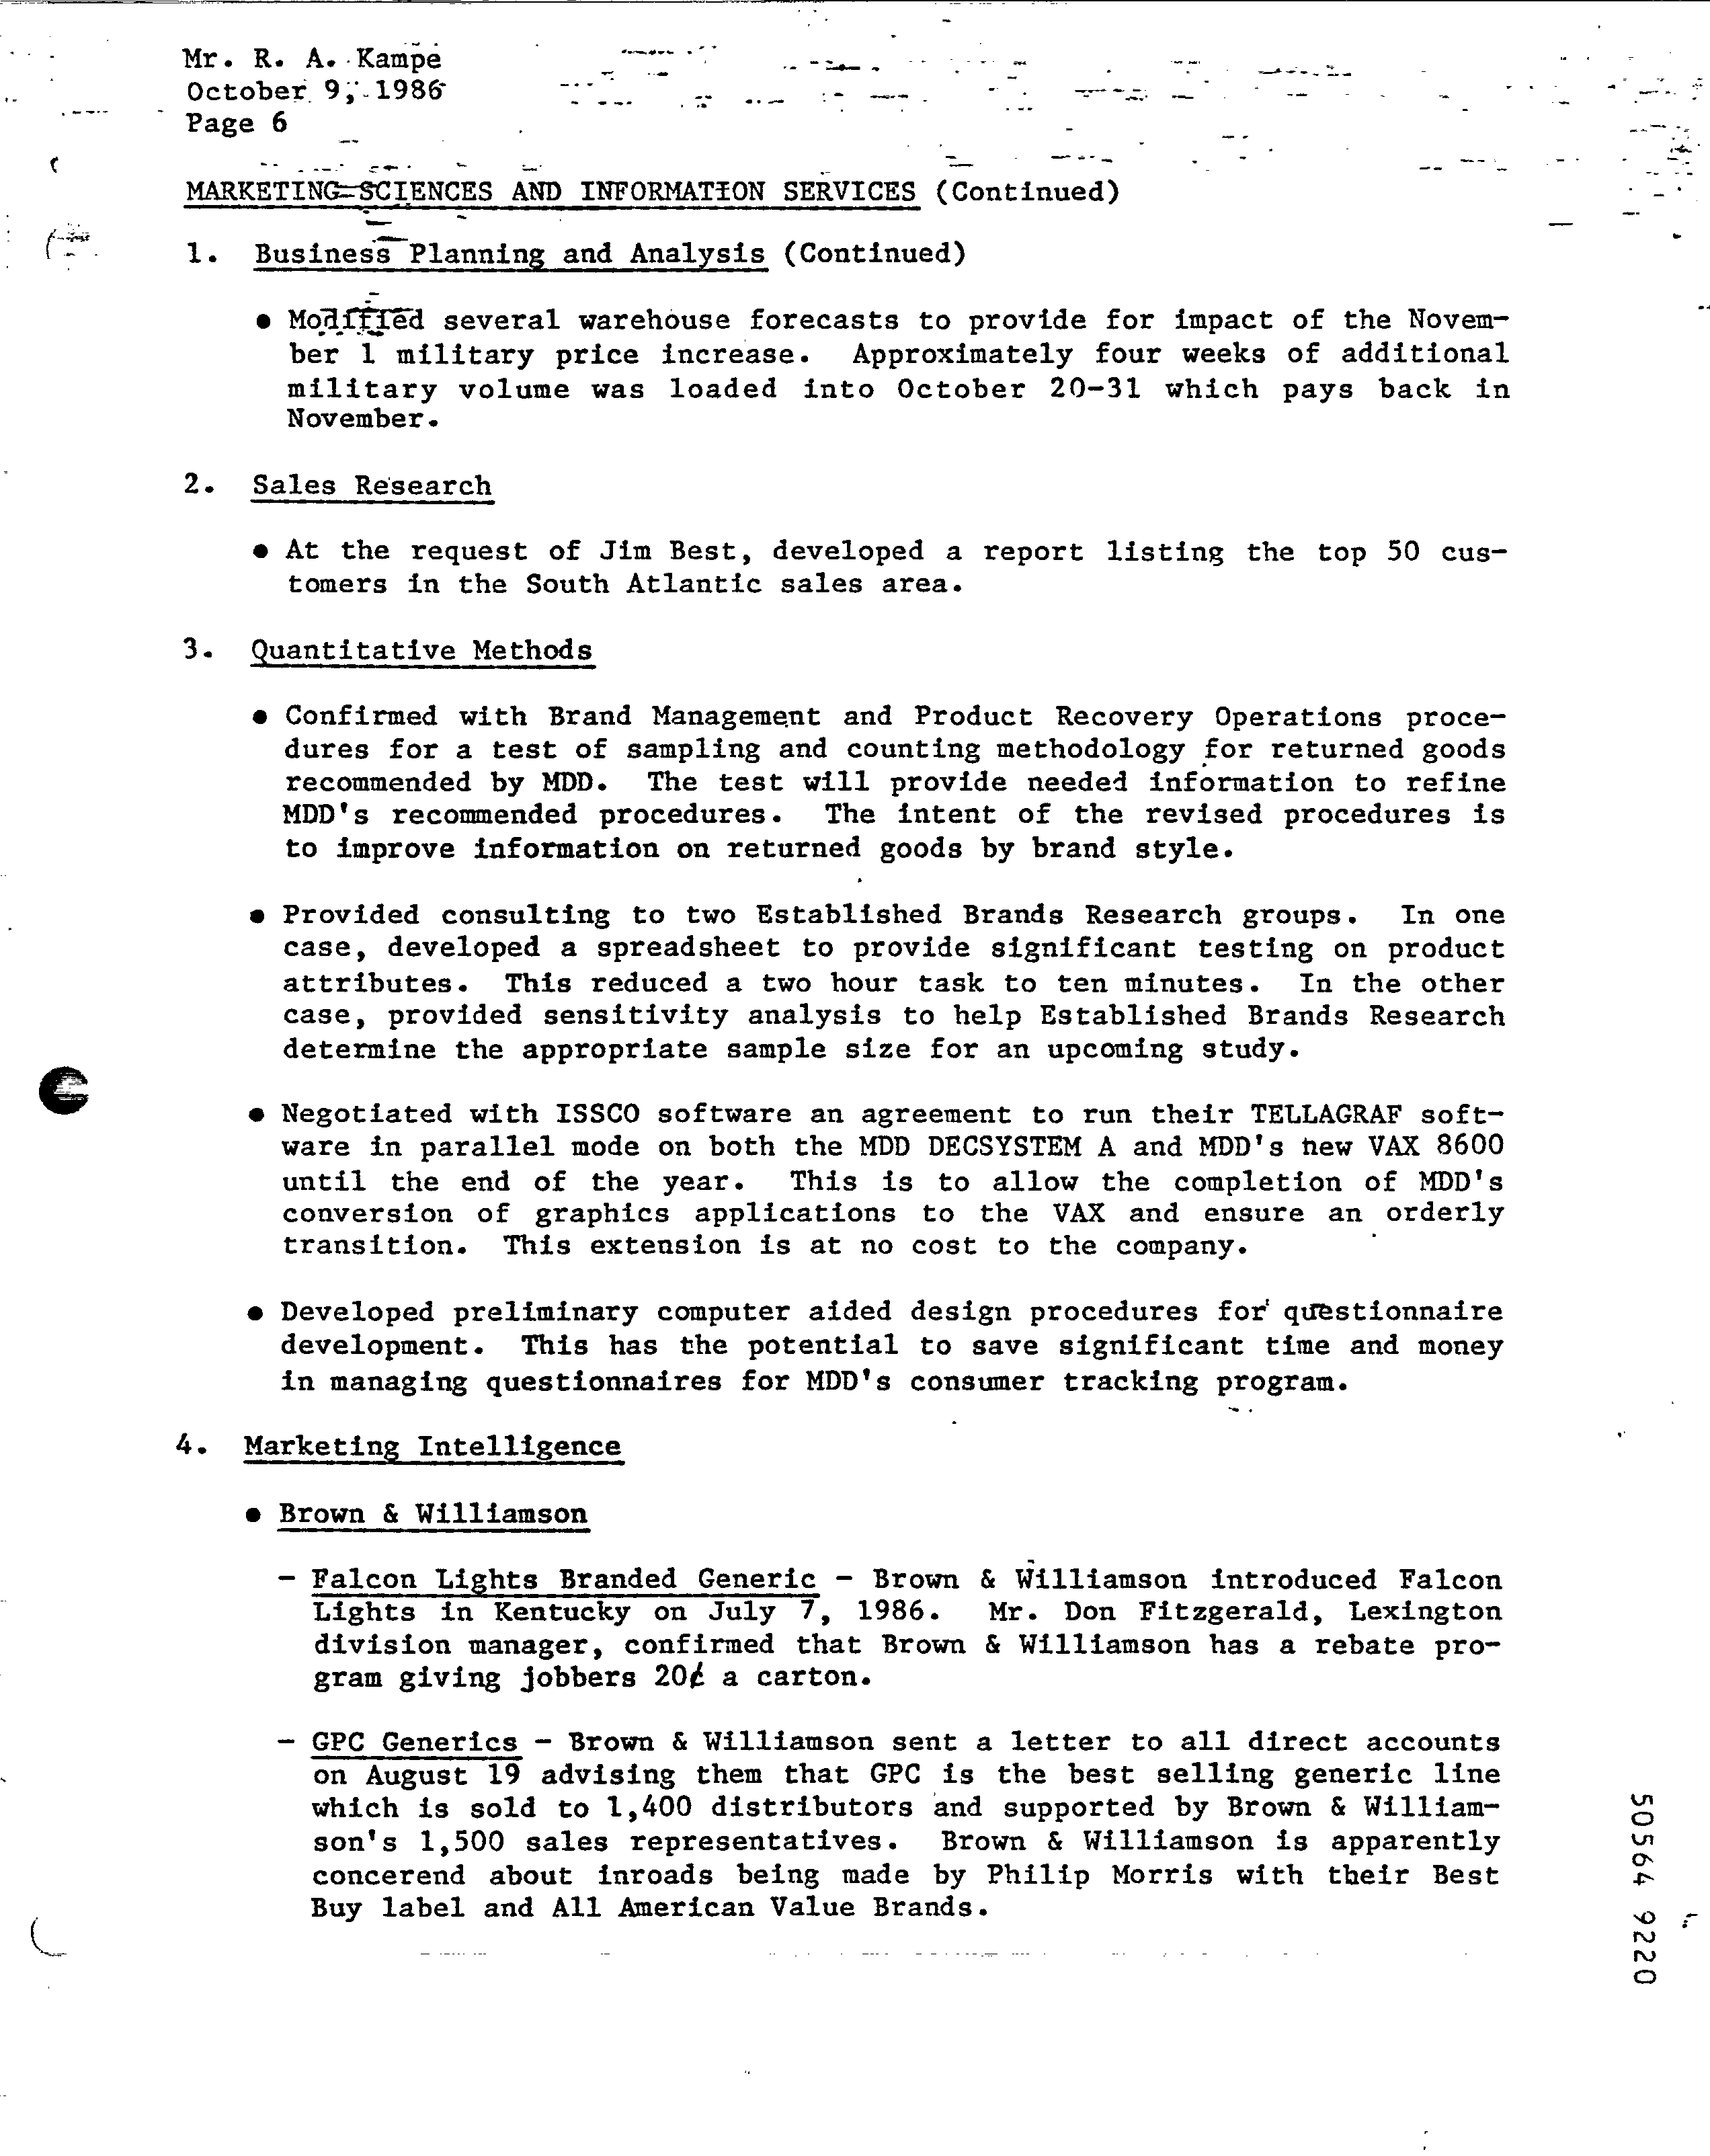 Mr. R. A. Kampe
October 9, 1986
Page 6
MARKETING SCIENCES AND INFORMATION SERVICES (Continued)
1. Business Planning and Analysis (Continued)
● Modified several warehouse forecasts to provide for impact of the Novem-
ber 1 military price increase. Approximately four weeks of additional
military volume was loaded into October 20-31 which pays back in
November.
2. Sales Research
● At the request of Jim Best, developed a report listing the top 50 cus-
tomers in the South Atlantic sales area.
3. Quantitative Methods
● Confirmed with Brand Management and Product Recovery Operations proce-
dures for a test of sampling and counting methodology for returned goods
recommended by MDD. The test will provide needed information to refine
MDD's recommended procedures. The intent of the revised procedures is
to improve information on returned goods by brand style.
● Provided consulting to two Established Brands Research groups. In one
case, developed a spreadsheet to provide significant testing on product
attributes. This reduced a two hour task to ten minutes. In the other
case, provided sensitivity analysis to help Established Brands Research
determine the appropriate sample size for an upcoming study.
● Negotiated with ISSCO software an agreement to run their TELLAGRAF soft-
ware in parallel mode on both the MDD DECSYSTEM A and MDD's new VAX 8600
until the end of the year. This is to allow the completion of MDD's
conversion of graphics applications to the VAX and ensure an orderly
transition. This extension is at no cost to the company.
● Developed preliminary computer aided design procedures for questionnaire
development. This has the potential to save significant time and money
in managing questionnaires for MDD's consumer tracking program.
4. Marketing Intelligence
● Brown & Williamson
- Falcon Lights Branded Generic - Brown & Williamson introduced Falcon
Lights in Kentucky on July 7, 1986. Mr. Don Fitzgerald, Lexington
division manager, confirmed that Brown & Williamson has a rebate pro-
gram giving jobbers 20¢ a carton.
- GPC Generics - Brown & Williamson sent a letter to all direct accounts
on August 19 advising them that GPC is the best selling generic line
which is sold to 1,400 distributors and supported by Brown & William-
son's 1,500 sales representatives. Brown & Williamson is apparently
concerend about inroads being made by Philip Morris with their Best
Buy label and All American Value Brands.
50564 9220